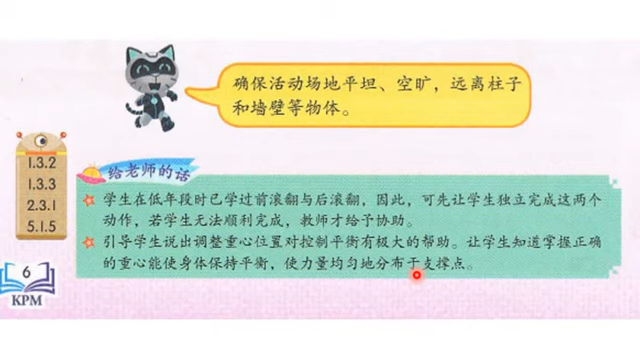 确保活动场地平坦、空旷，远离柱子
和墙壁等物体。
1.3.2
1.3.3
2.3.1
5.1.5
给老师的话
学生在低年段时已学过前滚翻与后滚翻，因此，可先让学生独立完成这两个
动作，若学生无法顺利完成，教师才给予协助。
引导学生说出调整重心位置对控制平衡有极大的帮助。让学生知道掌握正确
的重心能使身体保持平衡，使力量均匀地分布于支撑点。
6
KPM